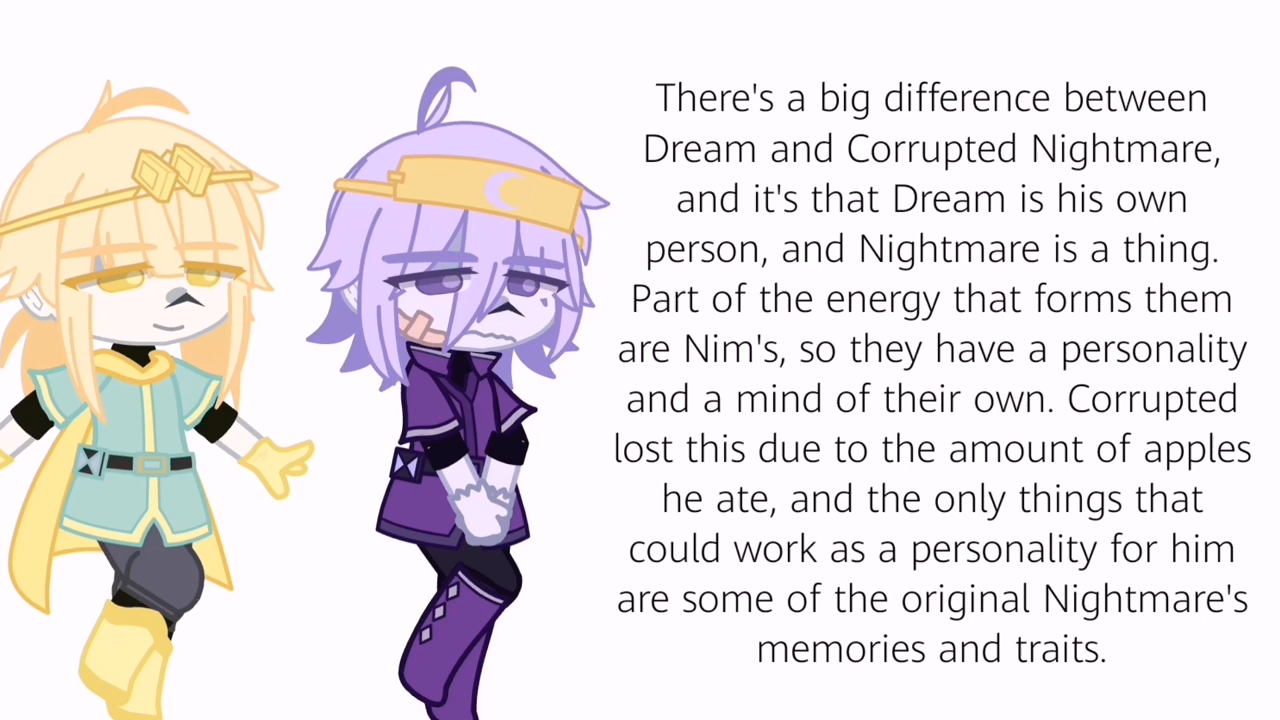 There's a big difference between
Dream and Corrupted Nightmare,
and it's that Dream is his own
person, and Nightmare is a thing.
Part of the energy that forms them
are Nim's, so they have a personality
and a mind of their own. Corrupted
lost this due to the amount of apples
he ate, and the only things that
could work as a personality for him
are some of the original Nightmare's
memories and traits.